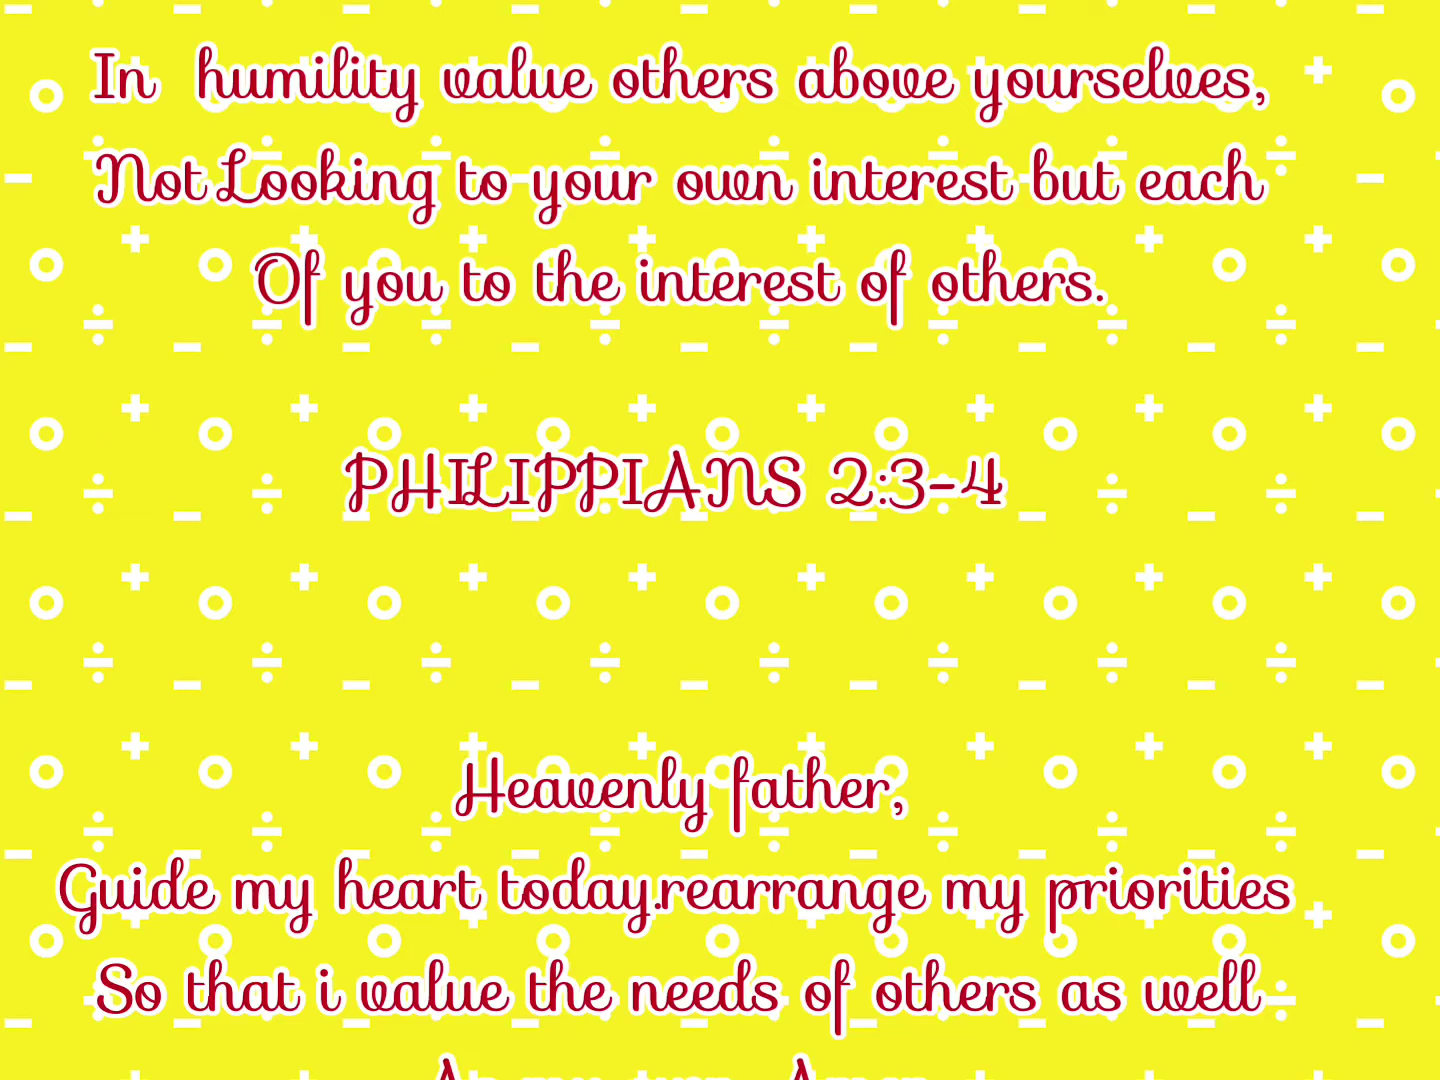 In humility value others above yourselves,
Not Looking to your own interest but each
Of you to the interest of others.
PHILIPPIANS 2:3-4
Heavenly father,
Guide my heart today.rearrange my priorities
So that i value the needs of others as well